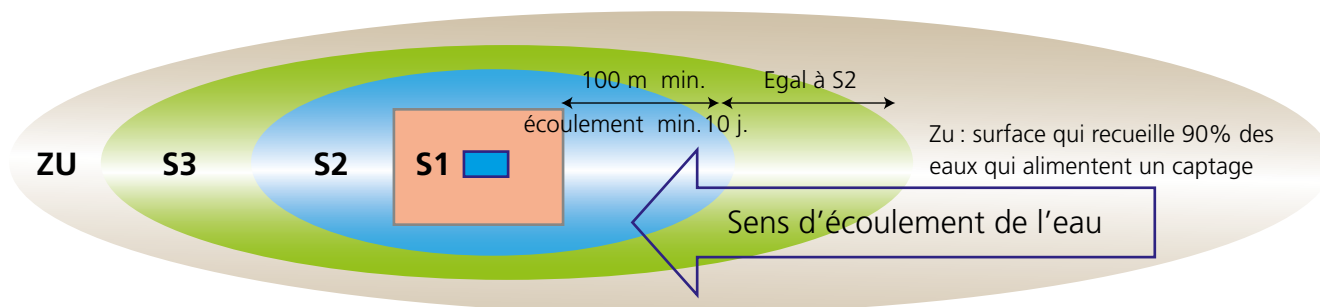 100 m min.
Egal à S2
écoulement min.10 j.
Zu : surface qui recueille 90% des
eaux qui alimentent un captage
ZU
S3
S2
S1
Sens d’écoulement de l’eau